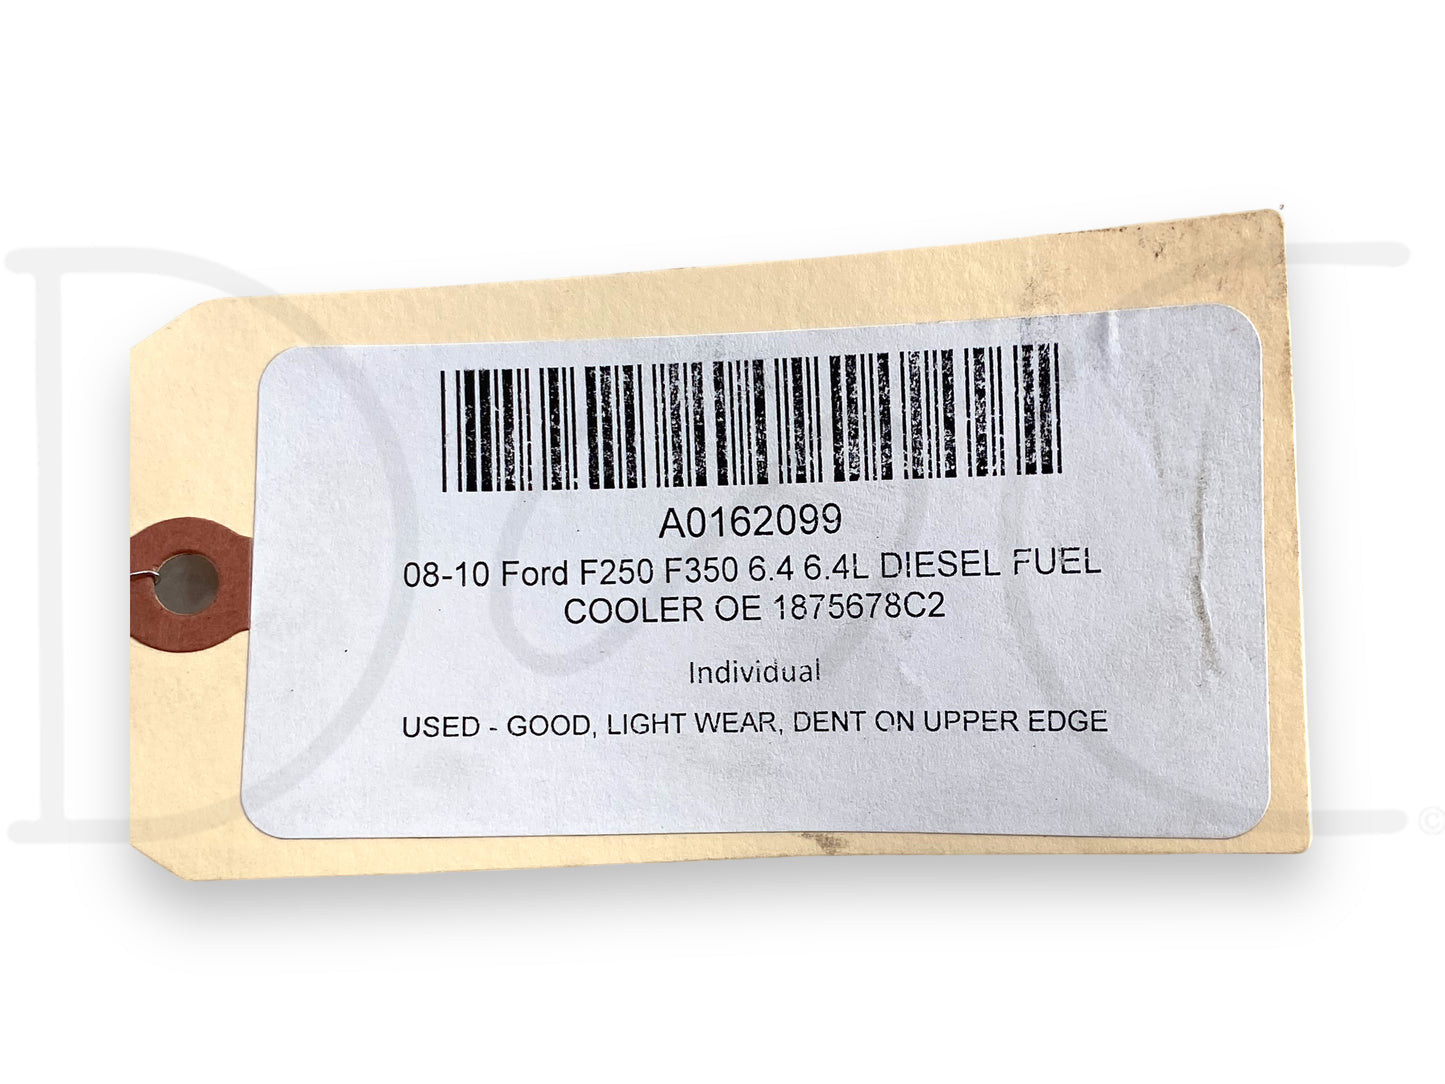 A0162099
08-10 Ford F250 F350 6.4 6.4L DIESEL FUEL
COOLER OE 1875678C2
Individual
USED - GOOD, LIGHT WEAR, DENT ON UPPER EDGE
©